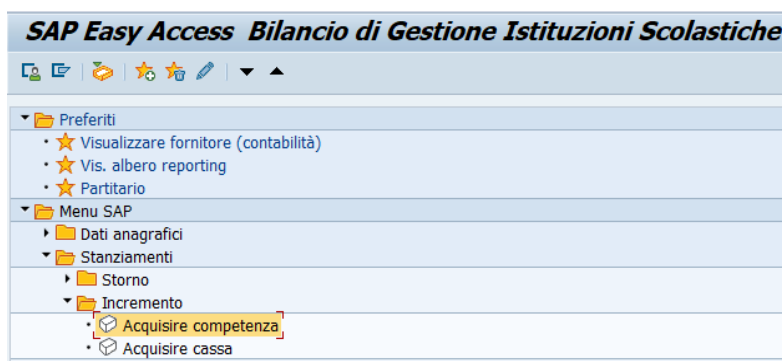 SAP Easy Access Bilancio di Gestione Istituzioni Scolastiche
Preferiti
Visualizzare fornitore (contabilità)
Vis. albero reporting
Partitario
Menu SAP
Dati anagrafici
Stanziamenti
Storno
Incremento
Acquisire competenza
Acquisire cassa